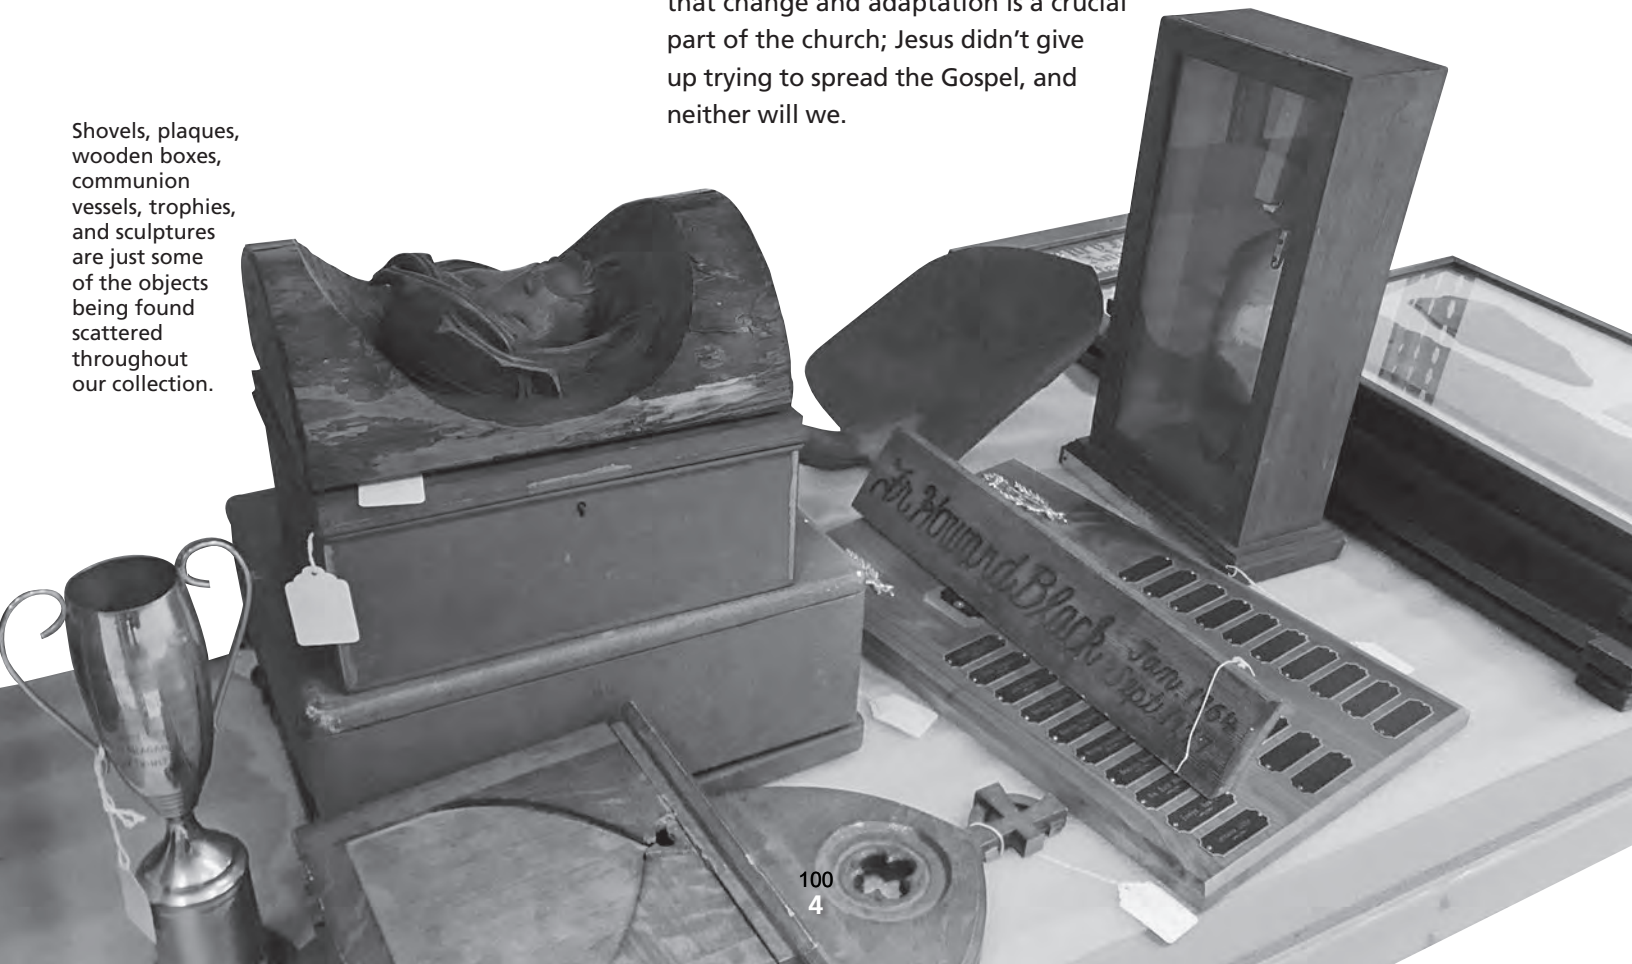 that change and adaptation is a crucial
part of the church; Jesus didn’t give
up trying to spread the Gospel, and
neither will we.
Shovels, plaques,
wooden boxes,
communion
vessels, trophies,
and sculptures
are just some
of the objects
being found
scattered
throughout
our collection.
Fr. Howard Black
Jan.
100
4